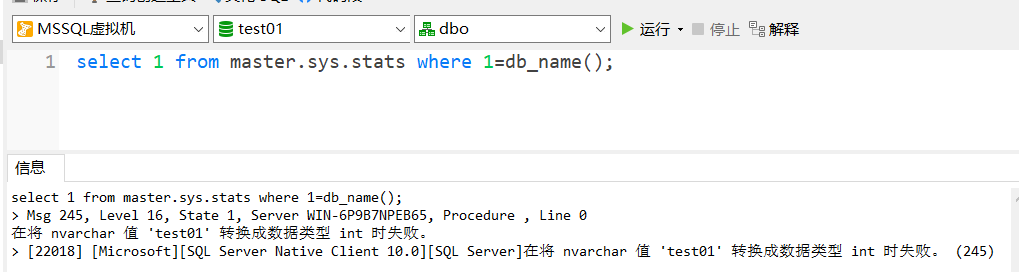 MSSQL虚拟机 test01 dbo 运行 停止 解释
1 select 1 from master.sys.stats where 1=db_name();
信息
select 1 from master.sys.stats where 1=db_name();
> Msg 245, Level 16, State 1, Server WIN-6P9B7NPEB65, Procedure , Line 0
在将 nvarchar 值 'test01' 转换成数据类型 int 时失败。
> [22018] [Microsoft][SQL Server Native Client 10.0][SQL Server]在将 nvarchar 值 'test01' 转换成数据类型 int 时失败。 (245)